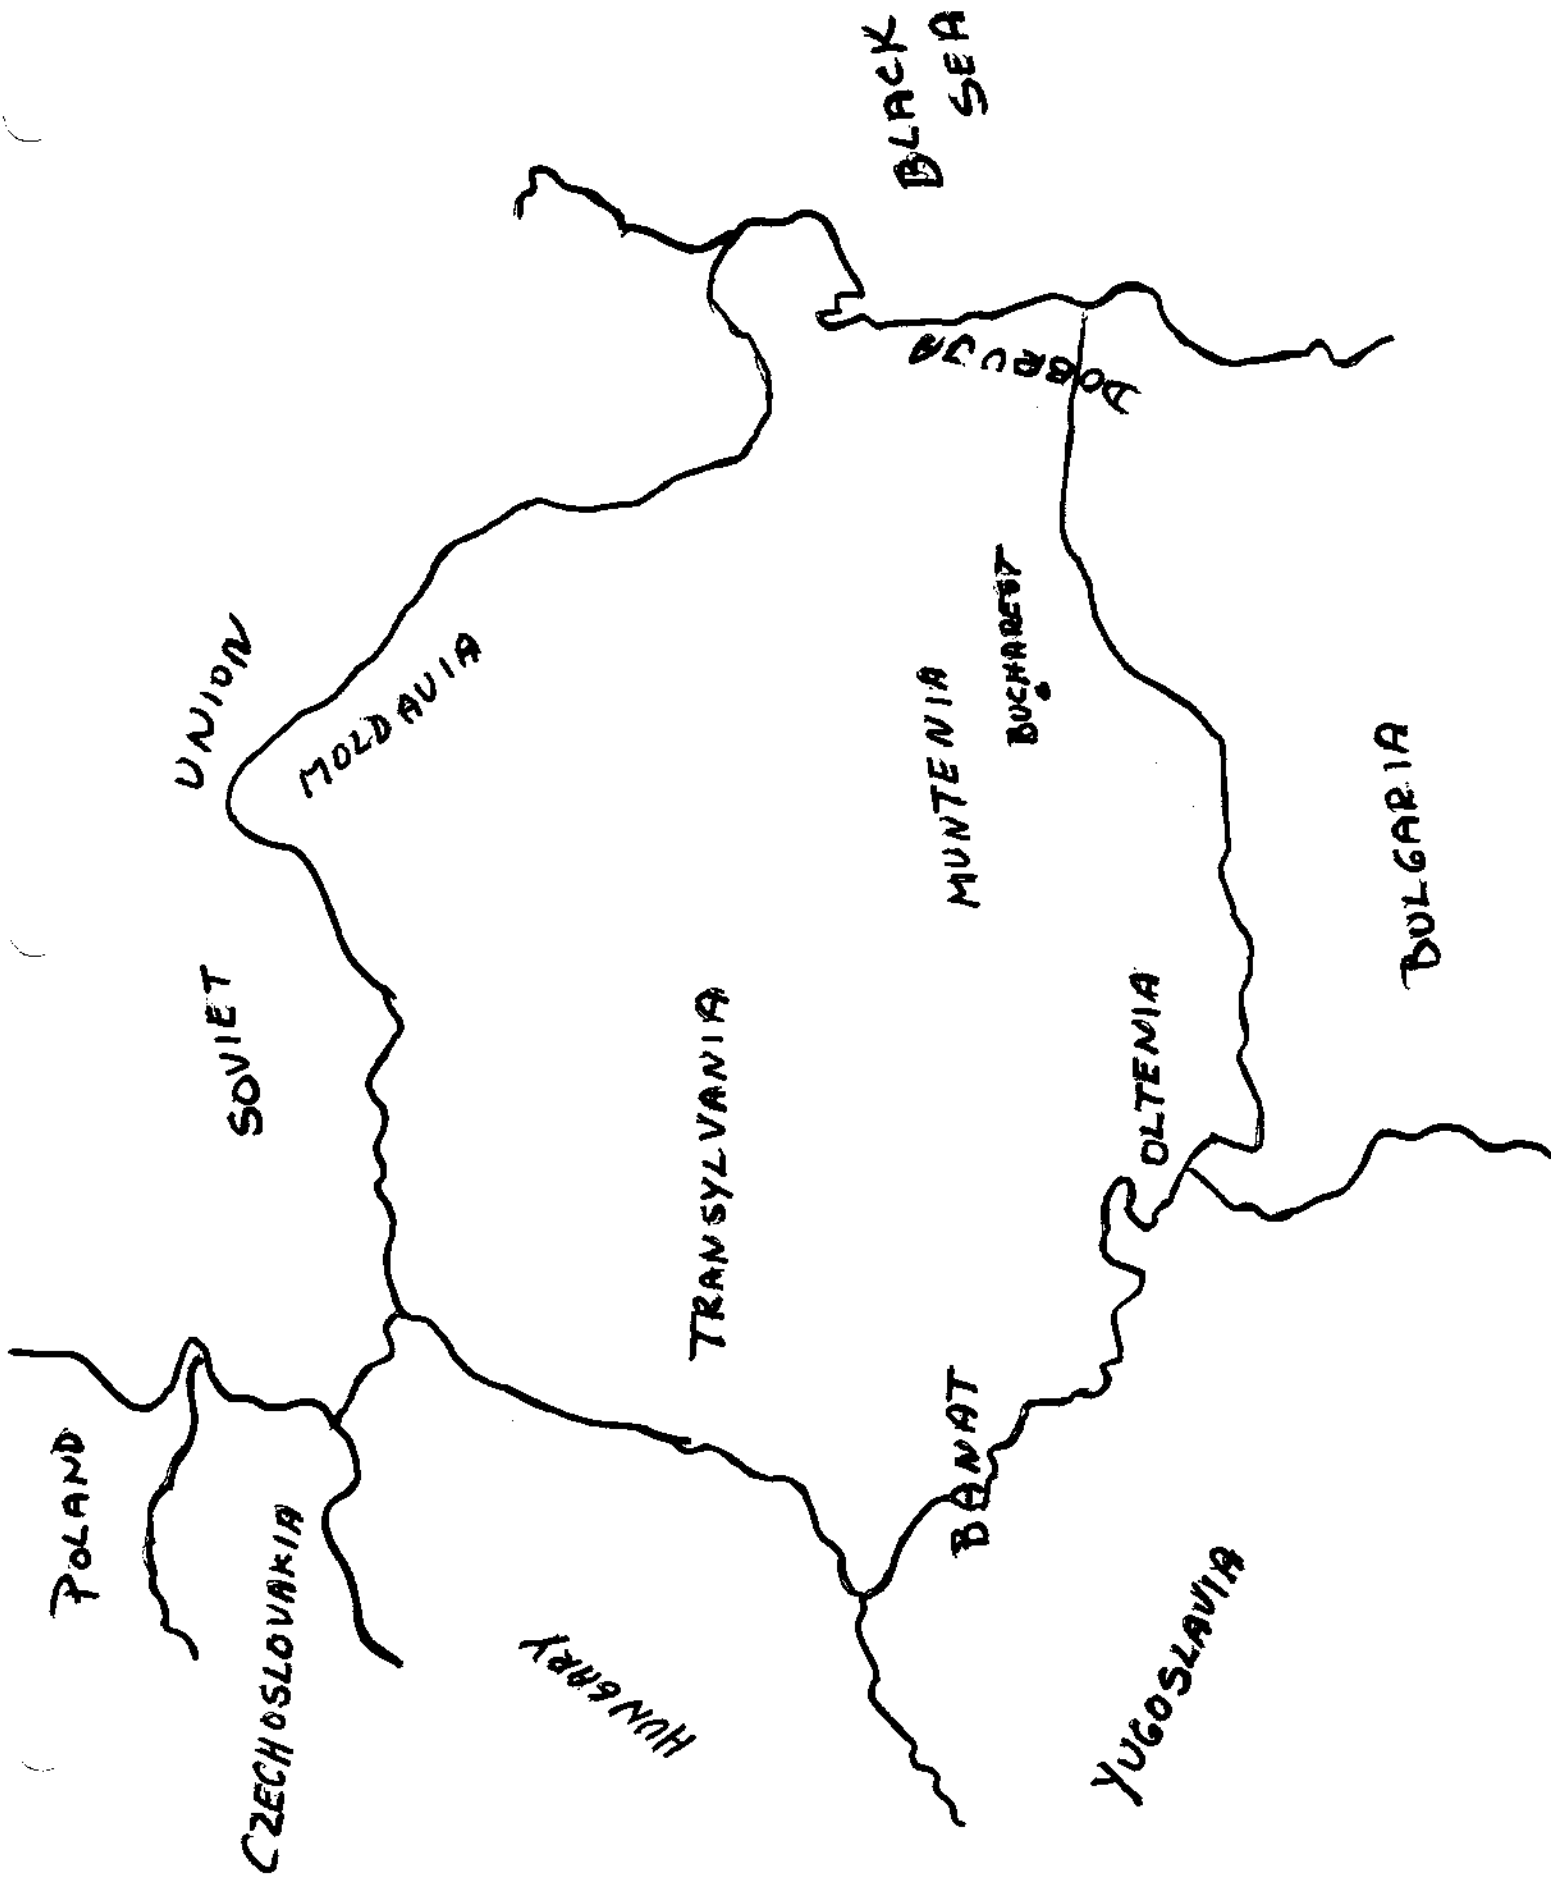 POLAND
SOVIET
UNION
CZECHOSLOVAKIA
MOLDAVIA
HUNGARY
TRANSYLVANIA
BLACK
SEA
MUNTENIA
DOBRUJA
BUCHAREST
BANAT
OLTENIA
YUGOSLAVIA
BULGARIA